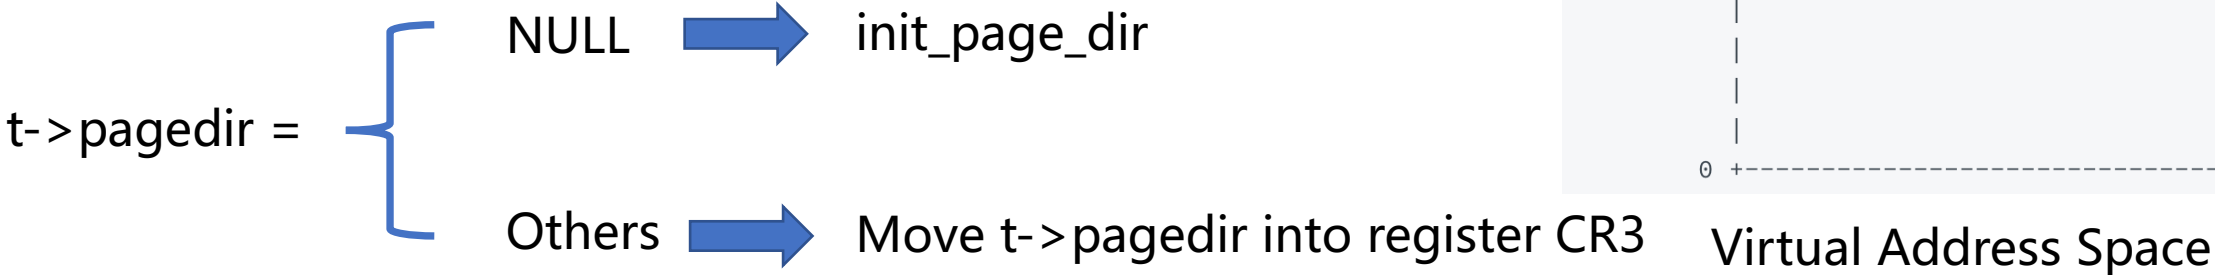 NULL
init_page_dir
t->pagedir =
0
Others
Move t->pagedir into register CR3
Virtual Address Space